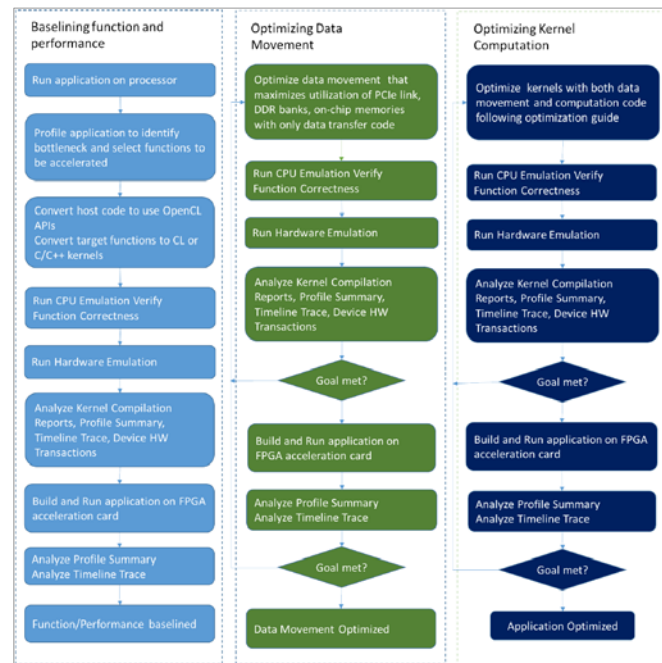 Baselining function and
performance
Run application on processor
Profile application to identify
bottleneck and select functions to
be accelerated
Convert host code to use OpenCL
APIs
Convert target functions to CL or
C/C++ kernels
Run CPU Emulation Verify
Function Correctness
Run Hardware Emulation
Analyze Kernel Compilation
Reports, Profile Summary,
Timeline Trace, Device HW
Transactions
Build and Run application on FPGA
acceleration card
Analyze Profile Summary
Analyze Timeline Trace
Function/Performance baselined
Optimizing Data
Movement
Optimize data movement that
maximizes utilization of PCIe link,
DDR banks, on-chip memories
with only data transfer code
Run CPU Emulation Verify
Function Correctness
Run Hardware Emulation
Analyze Kernel Compilation
Reports, Profile Summary,
Timeline Trace, Device HW
Transactions
Goal met?
Build and Run application on
FPGA acceleration card
Analyze Profile Summary
Analyze Timeline Trace
Goal met?
Data Movement Optimized
Optimizing Kernel
Computation
Optimize kernels with both data
movement and computation code
following optimization guide
Run CPU Emulation Verify
Function Correctness
Run Hardware Emulation
Analyze Kernel Compilation
Reports, Profile Summary,
Timeline Trace, Device HW
Transactions
Goal met?
Build and Run application on
FPGA acceleration card
Analyze Profile Summary
Analyze Timeline Trace
Goal met?
Application Optimized